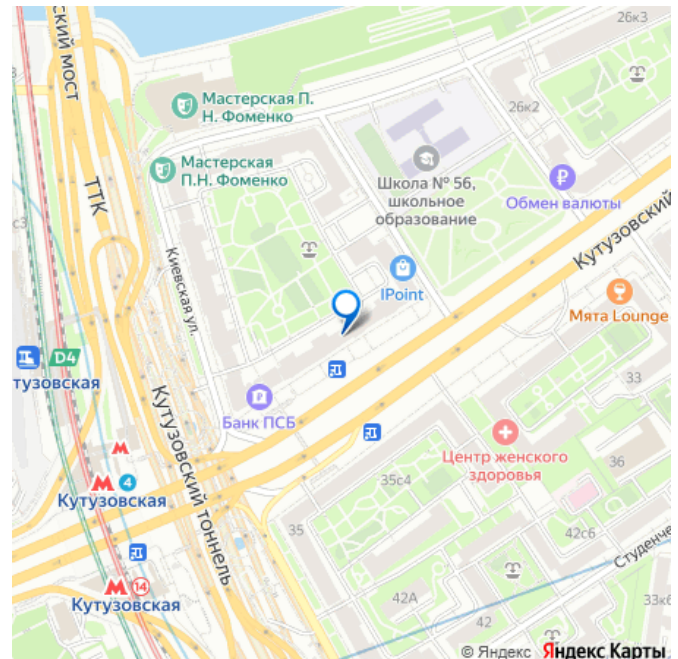 26к3
ский мост
Мастерская П.
Н. Фоменко
26к2
Мастерская
П.Н. Фоменко
Школа № 56,
школьное
образование
Обмен валюты
ТТК
с3
Киевская ул.
Кутузовский
IPoint
Мята Lounge
D4
тузовская
33
Банк ПСБ
Кутузовский тоннель
Центр женского
здоровья
36
4
Кутузовская
35с4
35
42с6
Студенче
14
Кутузовская
42А
42
33к6
© Яндекс Яндекс Карты